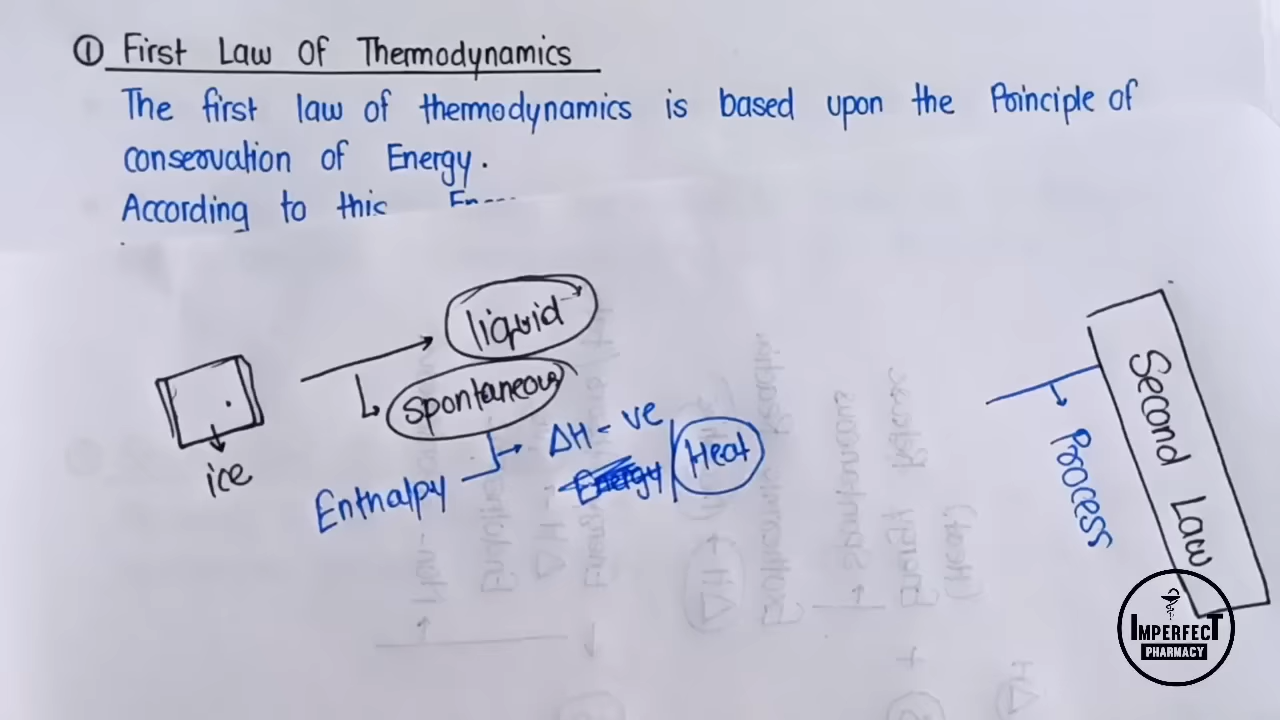 ① First Law Of Thermodynamics
The first law of thermodynamics is based upon the Principle of
conservation of Energy.
According to this
liquid
spontaneous
ice
Enthalpy
ΔH - ve
Energy
Heat
Second Law
Process
IMPERFECT
PHARMACY